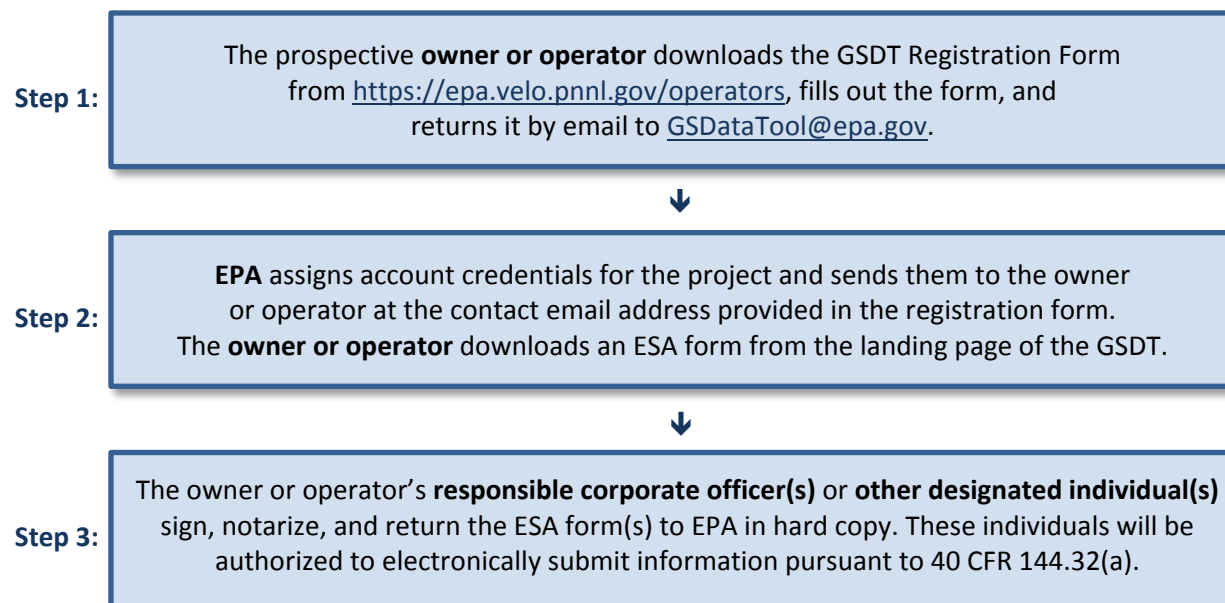 The prospective owner or operator downloads the GSDT Registration Form
Step 1: from https://epa.velo.pnnl.gov/operators, fills out the form, and
returns it by email to GSDataTool@epa.gov.
EPA assigns account credentials for the project and sends them to the owner
Step 2: or operator at the contact email address provided in the registration form.
The owner or operator downloads an ESA form from the landing page of the GSDT.
The owner or operator’s responsible corporate officer(s) or other designated individual(s)
Step 3: sign, notarize, and return the ESA form(s) to EPA in hard copy. These individuals will be
authorized to electronically submit information pursuant to 40 CFR 144.32(a).